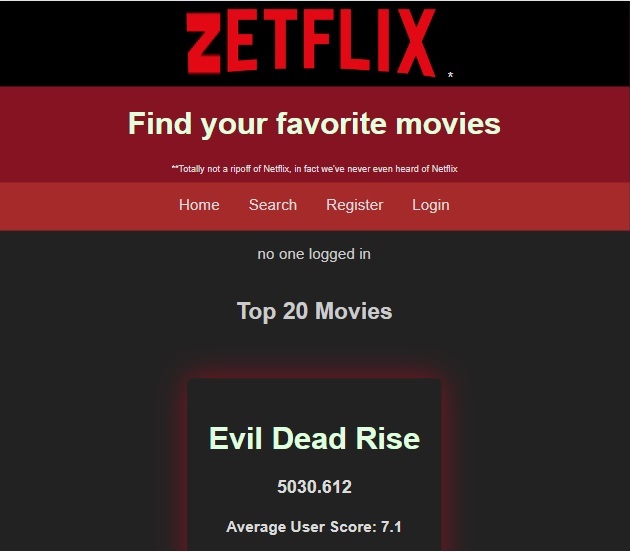 ZETFLIX *
Find your favorite movies
**Totally not a ripoff of Netflix, in fact we've never even heard of Netflix
Home Search Register Login
no one logged in
Top 20 Movies
Evil Dead Rise
5030.612
Average User Score: 7.1